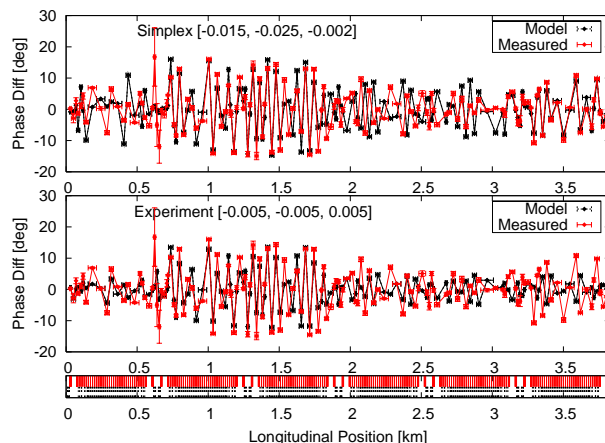 Simplex [-0.015, -0.025, -0.002]
Model
Measured
Phase Diff [deg]
30
20
10
0
-10
-20
0 0.5 1 1.5 2 2.5 3 3.5
Experiment [-0.005, -0.005, 0.005]
Model
Measured
Phase Diff [deg]
30
20
10
0
-10
-20
0 0.5 1 1.5 2 2.5 3 3.5
0 0.5 1 1.5 2 2.5 3 3.5
Longitudinal Position [km]